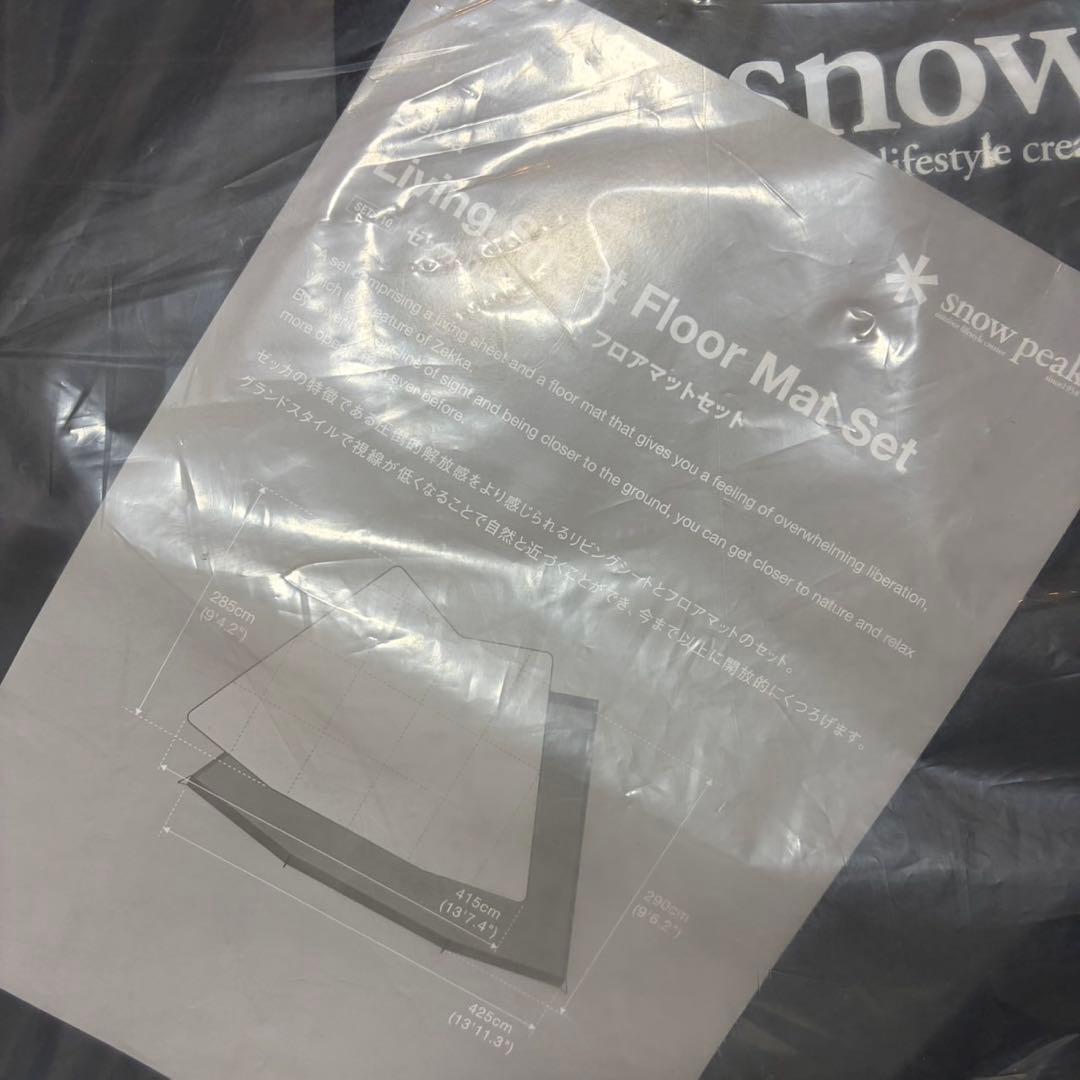 snow
lifestyle crea
snow peak
outdoor lifestyle creator
since1958
Living Floor Mat Set
フロアマットセット
A set comprising a living sheet and a floor mat that gives you a feeling of overwhelming liberation,
which is a feature of Zekka.
line of sight and being closer to the ground, you can get closer to nature and relax
more ever before.
ゼッカの特徴である圧倒的解放感をより感じられるリビングシートとフロアマットのセット。
グランドスタイルで視線が低くなることで自然と近づくことができ、今まで以上に開放的にくつろげます。
285cm
(9'4.2")
415cm
(13'7.4")
290cm
(9'6.2")
425cm
(13'11.3")